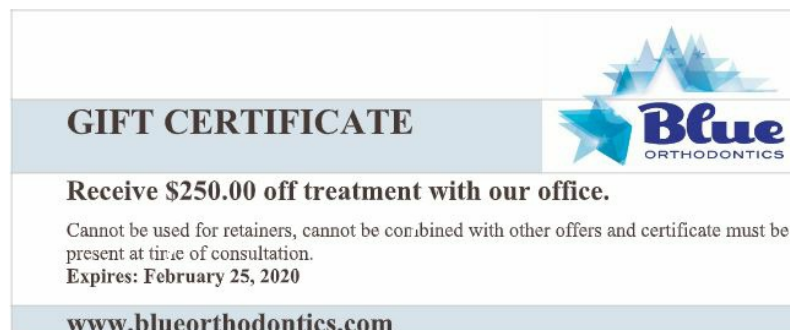 GIFT CERTIFICATE
Blue
ORTHODONTICS
Receive $250.00 off treatment with our office.
Cannot be used for retainers, cannot be combined with other offers and certificate must be
present at time of consultation.
Expires: February 25, 2020
www.blueorthodontics.com